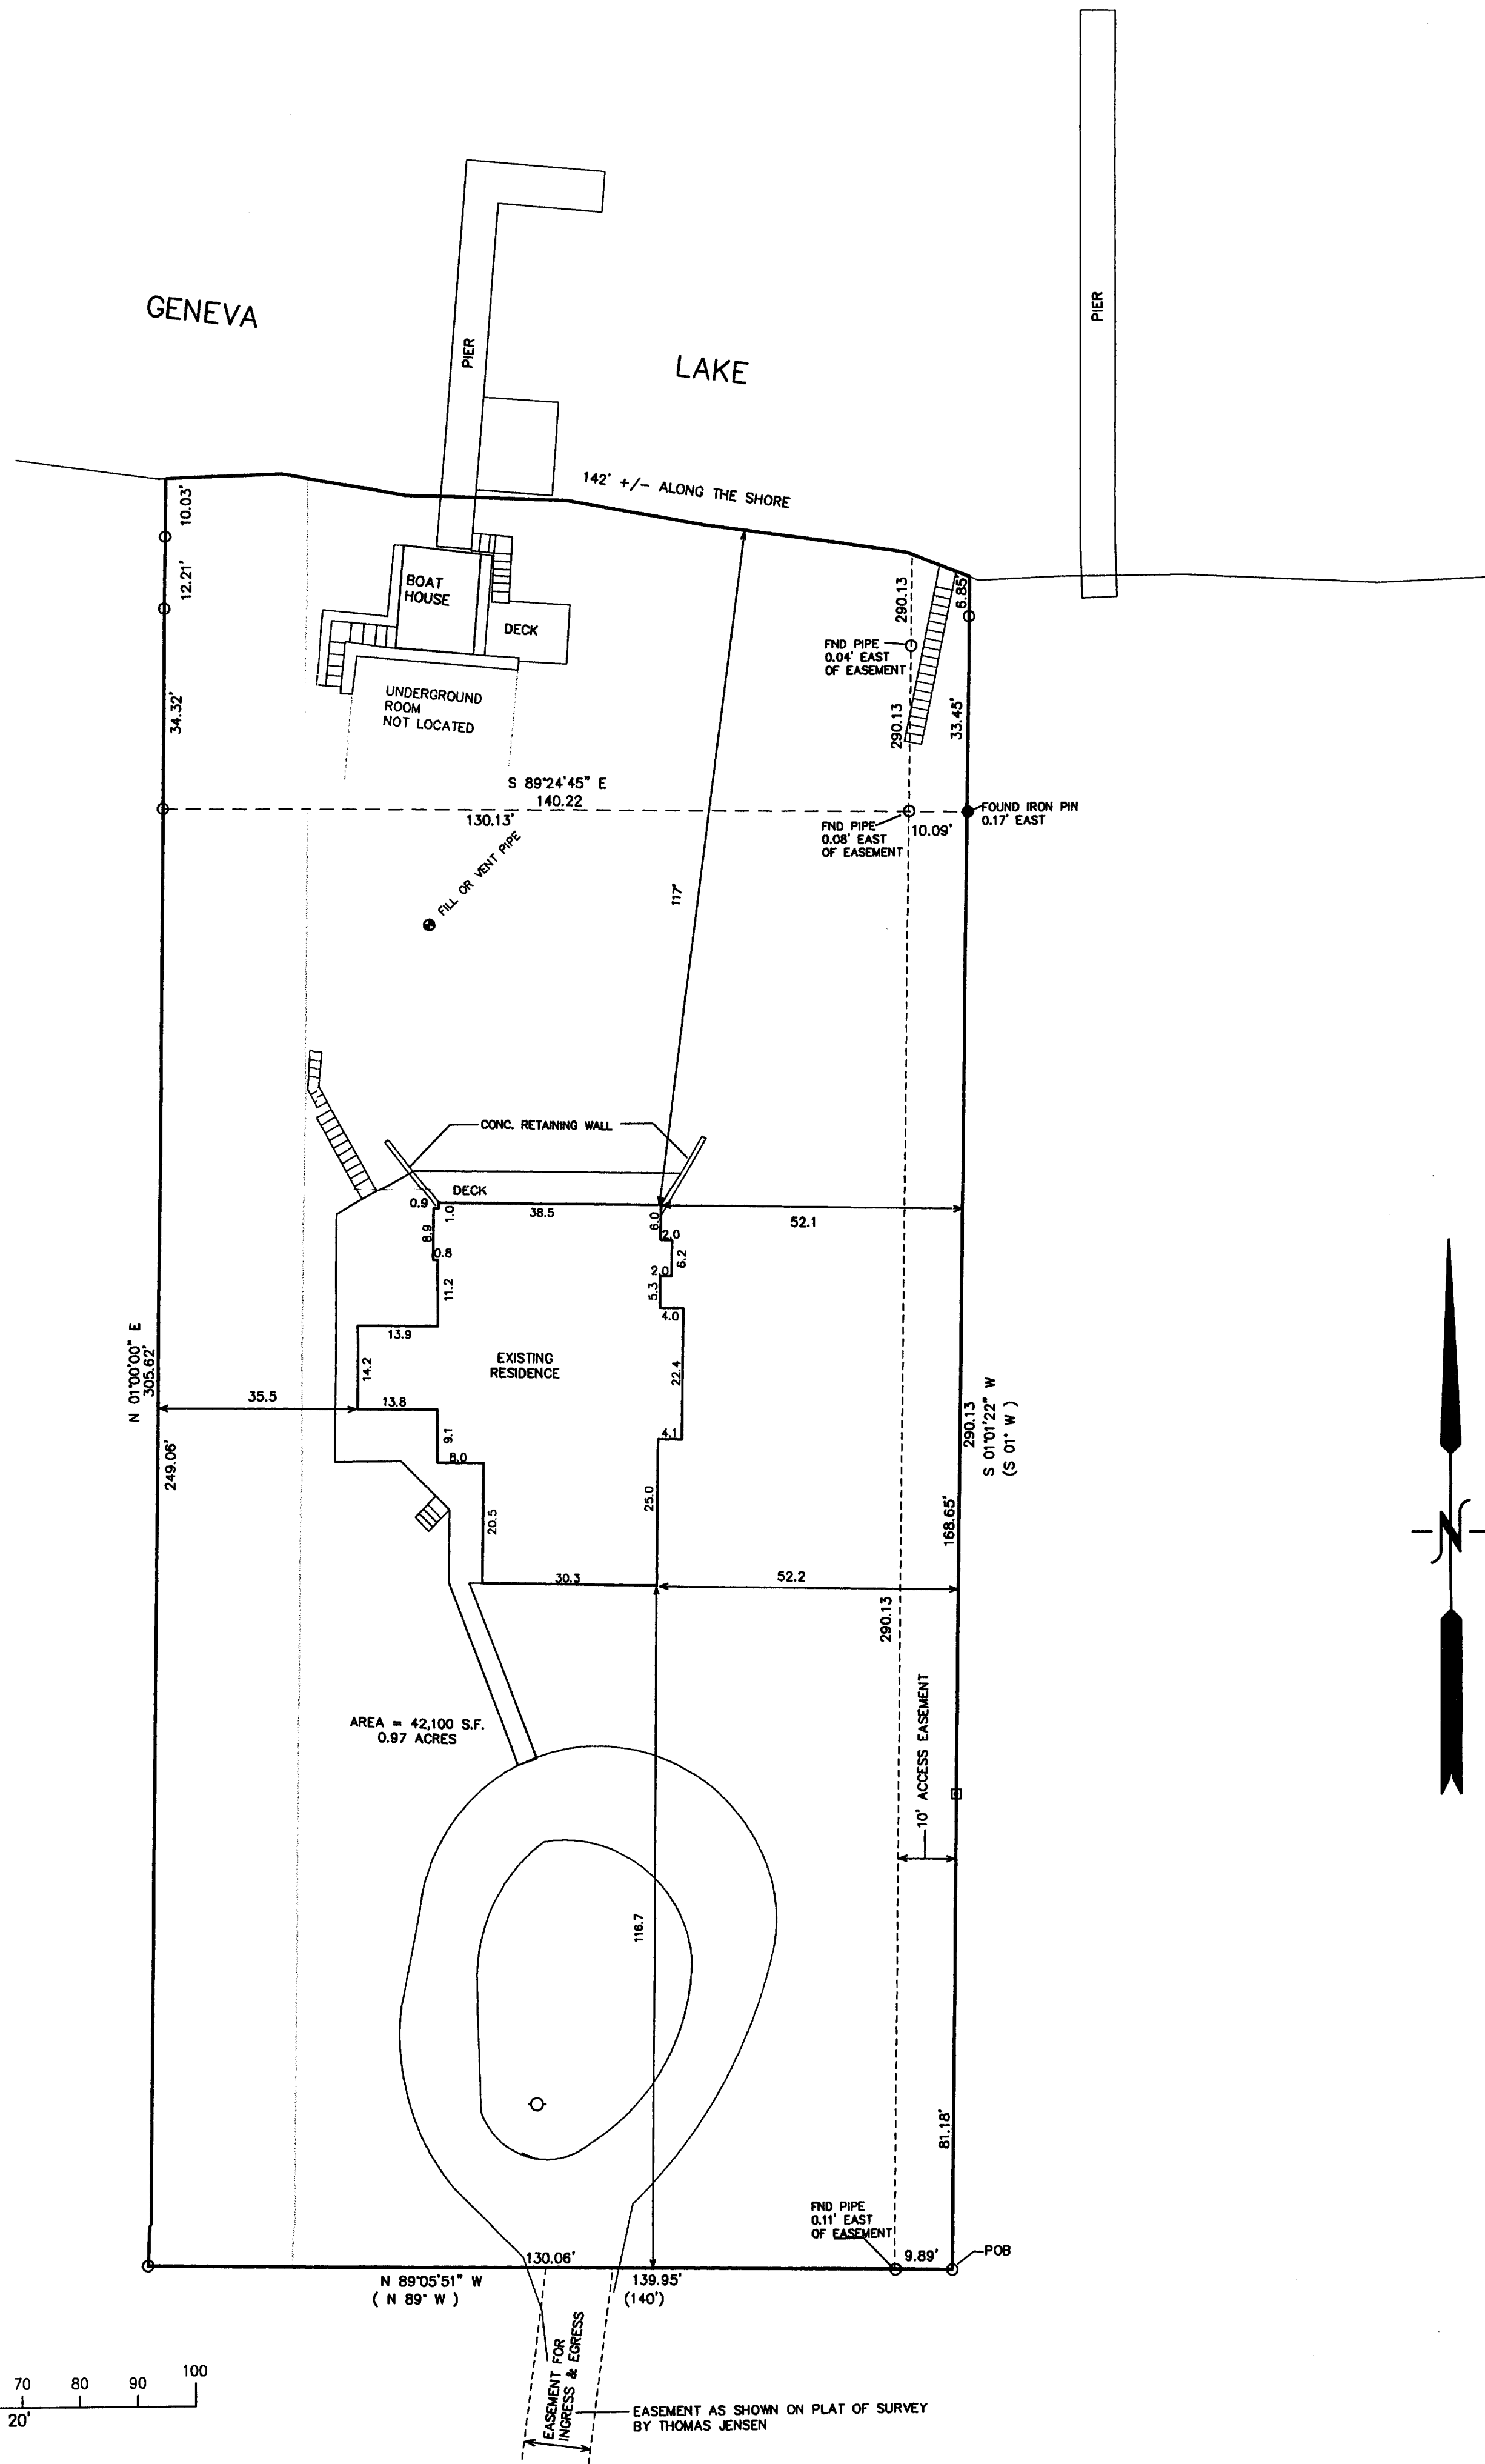 PIER
GENEVA
PIER
LAKE
142' +/- ALONG THE SHORE
10.03'
12.21'
34.32'
BOAT
HOUSE
DECK
UNDERGROUND
ROOM
NOT LOCATED
290.13
6.85'
FND PIPE
0.04' EAST
OF EASEMENT
290.13
33.45'
S 89°24'45" E
140.22
130.13'
FND PIPE
0.08' EAST
OF EASEMENT
10.09'
FOUND IRON PIN
0.17' EAST
FILL OR VENT PIPE
117'
CONC. RETAINING WALL
DECK
0.9
1.0
38.5
6.0
52.1
8.9
2.0
6.2
0.8
2.0
11.2
5.3
4.0
13.9
EXISTING
RESIDENCE
14.2
22.4
N 01°00'00" E
305.62'
35.5
13.8
9.1
4.1
8.0
249.06'
290.13
S 01°01'22" W
(S 01° W )
25.0
20.5
168.65'
30.3
52.2
290.13
N
AREA = 42,100 S.F.
0.97 ACRES
10' ACCESS EASEMENT
116.7
81.18'
FND PIPE
0.11' EAST
OF EASEMENT
130.06'
9.89'
POB
N 89°05'51" W
( N 89° W )
139.95'
(140')
EASEMENT FOR
INGRESS & EGRESS
EASEMENT AS SHOWN ON PLAT OF SURVEY
BY THOMAS JENSEN
70 80 90 100
20'